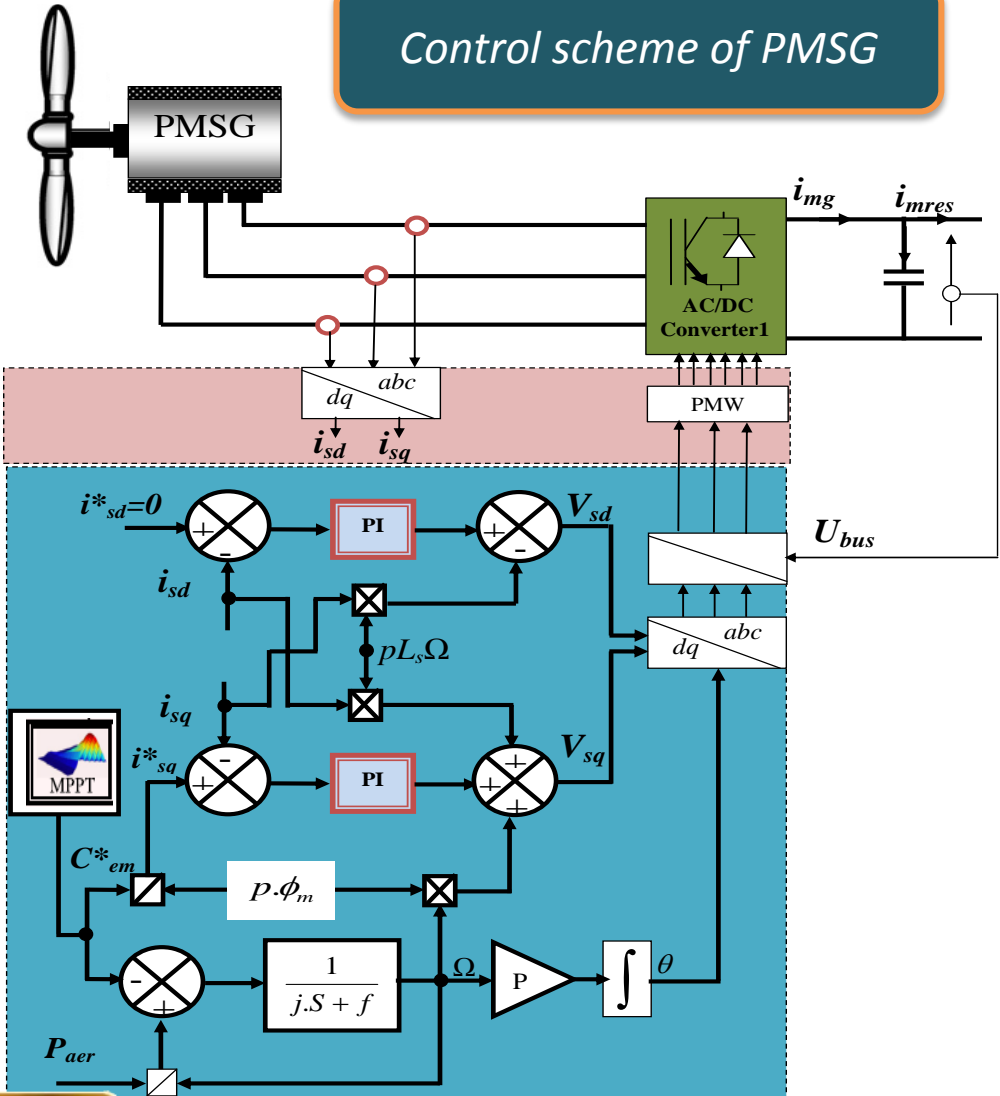 Control scheme of PMSG
PMSG
i_mg
i_mres
AC/DC
Converter1
abc
dq
PMW
i_sd
i_sq
i*_sd=0
+
-
PI
+
-
V_sd
U_bus
i_sd
pL_sΩ
abc
dq
i_sq
i*_sq
-
+
PI
+
+
+
V_sq
MPPT
C*_em
p.ϕ_m
-
+
1
j.S + f
Ω
P
∫
θ
P_aer